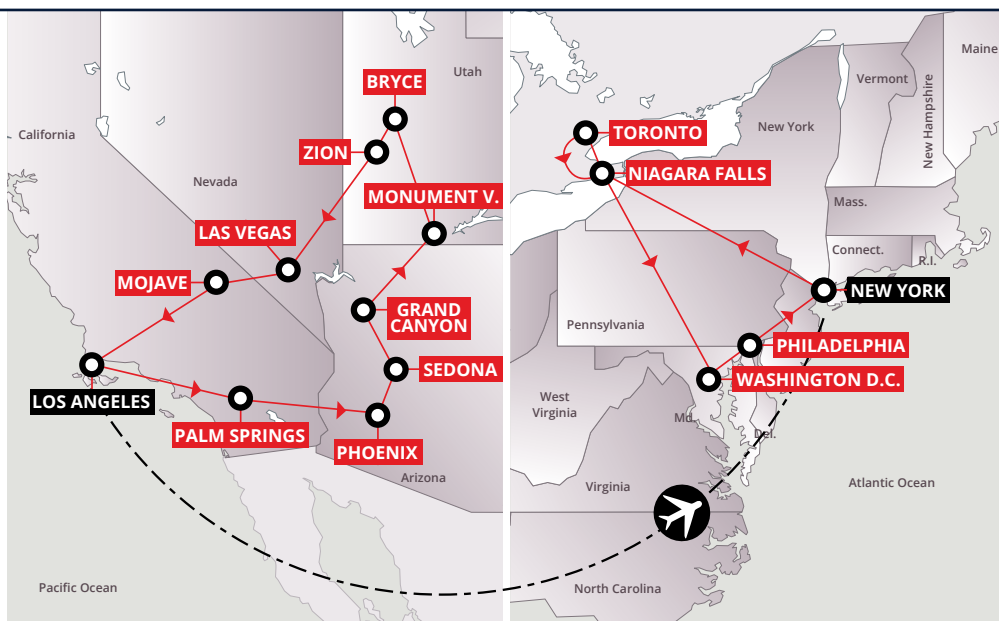 Utah
BRYCE
California
ZION
Nevada
MONUMENT V.
LAS VEGAS
MOJAVE
GRAND
CANYON
SEDONA
LOS ANGELES
PALM SPRINGS
PHOENIX
Arizona
Pacific Ocean
Maine
Vermont
New Hampshire
New York
TORONTO
NIAGARA FALLS
Mass.
Connect.
R.I.
NEW YORK
Pennsylvania
PHILADELPHIA
WASHINGTON D.C.
West
Virginia
Md.
Del.
Virginia
Atlantic Ocean
North Carolina